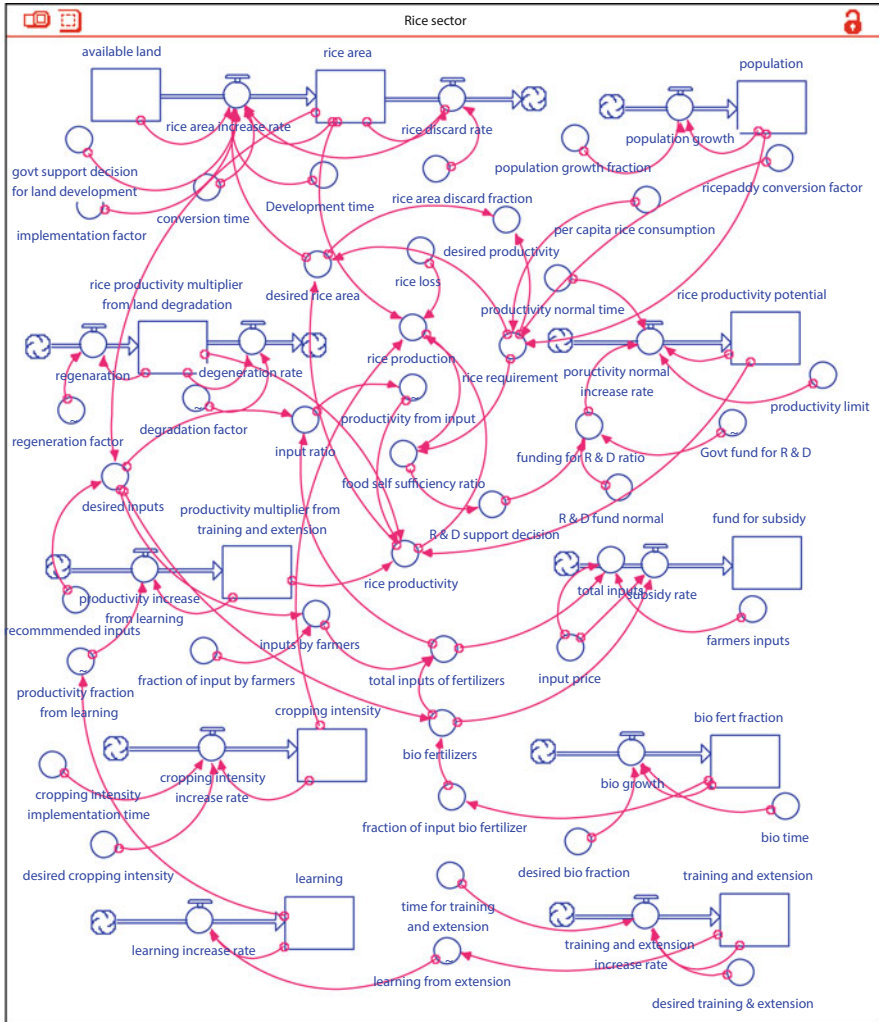 Rice sector
available land
rice area
population
rice area increase rate
rice discard rate
population growth
govt support decision
for land development
population growth fraction
ricepaddy conversion factor
implementation factor
conversion time
Development time
rice area discard fraction
per capita rice consumption
desired productivity
rice loss
desired rice area
rice productivity multiplier
from land degradation
productivity normal time
rice productivity potential
regenaration
degeneration rate
rice production
rice requirement
poructivity normal
increase rate
productivity limit
regeneration factor
degradation factor
input ratio
productivity from input
funding for R & D ratio
Govt fund for R & D
food self sufficiency ratio
desired inputs
productivity multiplier from
training and extension
R & D support decision
R & D fund normal
fund for subsidy
rice productivity
productivity increase
from learning
total inputs
subsidy rate
recommmended inputs
inputs by farmers
farmers inputs
productivity fraction
from learning
fraction of input by farmers
total inputs of fertilizers
input price
cropping intensity
bio fert fraction
bio fertilizers
cropping intensity
implementation time
cropping intensity
increase rate
bio growth
fraction of input bio fertilizer
bio time
desired cropping intensity
desired bio fraction
learning
training and extension
time for training
and extension
learning increase rate
training and extension
increase rate
learning from extension
desired training & extension